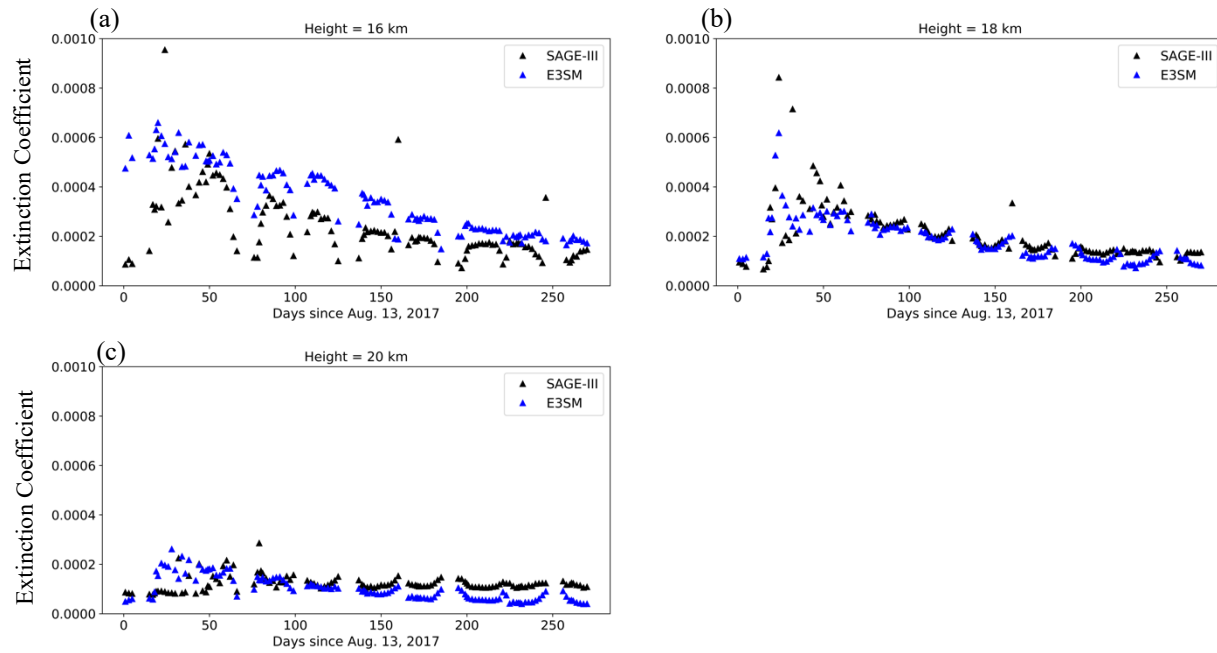 (a)
Height = 16 km
Extinction Coefficient
0.0010
0.0008
0.0006
0.0004
0.0002
0.0000
SAGE-III
E3SM
0 50 100 150 200 250
Days since Aug. 13, 2017
(b)
Height = 18 km
0.0010
0.0008
0.0006
0.0004
0.0002
0.0000
SAGE-III
E3SM
0 50 100 150 200 250
Days since Aug. 13, 2017
(c)
Height = 20 km
Extinction Coefficient
0.0010
0.0008
0.0006
0.0004
0.0002
0.0000
SAGE-III
E3SM
0 50 100 150 200 250
Days since Aug. 13, 2017